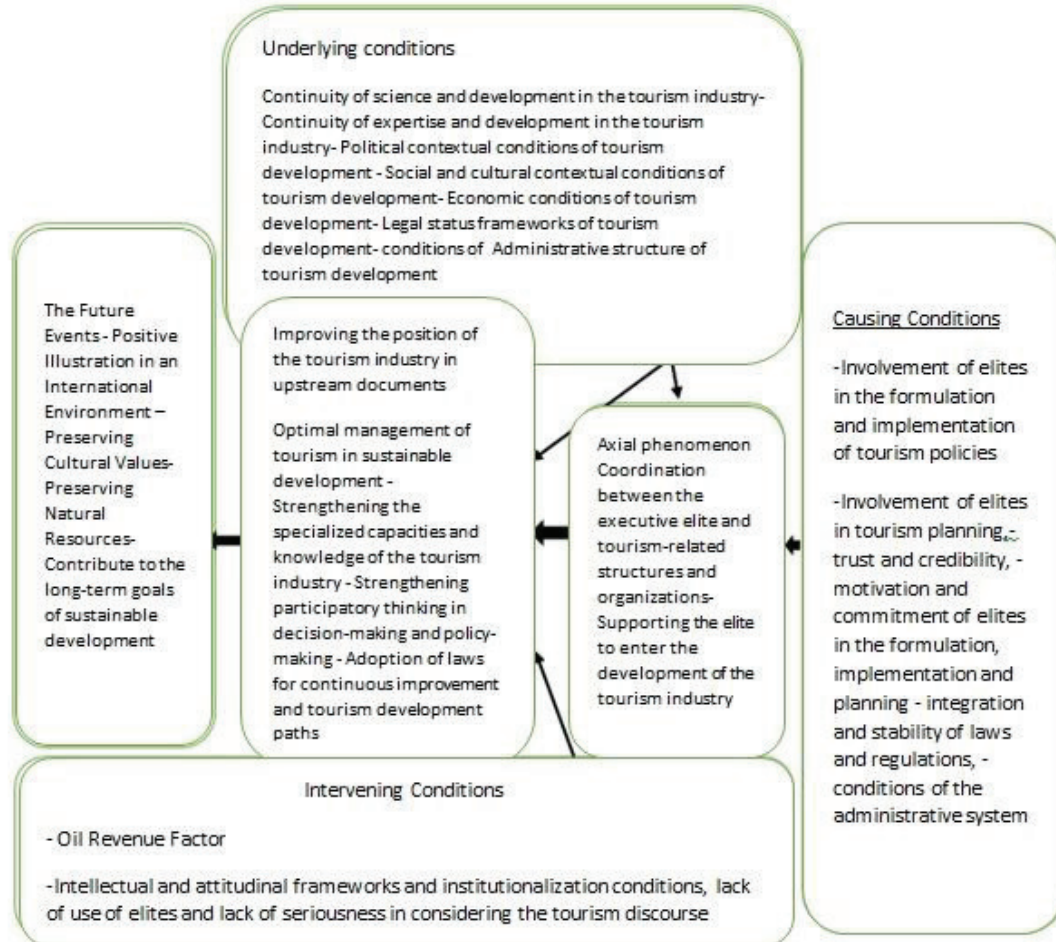 Underlying conditions
Continuity of science and development in the tourism industry-
Continuity of expertise and development in the tourism
industry- Political contextual conditions of tourism
development - Social and cultural contextual conditions of
tourism development- Economic conditions of tourism
development- Legal status frameworks of tourism
development- conditions of Administrative structure of
tourism development
The Future
Events - Positive
Illustration in an
International
Environment –
Preserving
Cultural Values-
Preserving
Natural
Resources-
Contribute to the
long-term goals
of sustainable
development
Improving the position of
the tourism industry in
upstream documents
Optimal management of
tourism in sustainable
development -
Strengthening the
specialized capacities and
knowledge of the tourism
industry - Strengthening
participatory thinking in
decision-making and policy-
making - Adoption of laws
for continuous improvement
and tourism development
paths
Axial phenomenon
Coordination
between the
executive elite and
tourism-related
structures and
organizations-
Supporting the elite
to enter the
development of the
tourism industry
Causing Conditions
-Involvement of elites
in the formulation
and implementation
of tourism policies
-Involvement of elites
in tourism planning,-
trust and credibility, -
motivation and
commitment of elites
in the formulation,
implementation and
planning - integration
and stability of laws
and regulations, -
conditions of the
administrative system
Intervening Conditions
- Oil Revenue Factor
-Intellectual and attitudinal frameworks and institutionalization conditions, lack
of use of elites and lack of seriousness in considering the tourism discourse